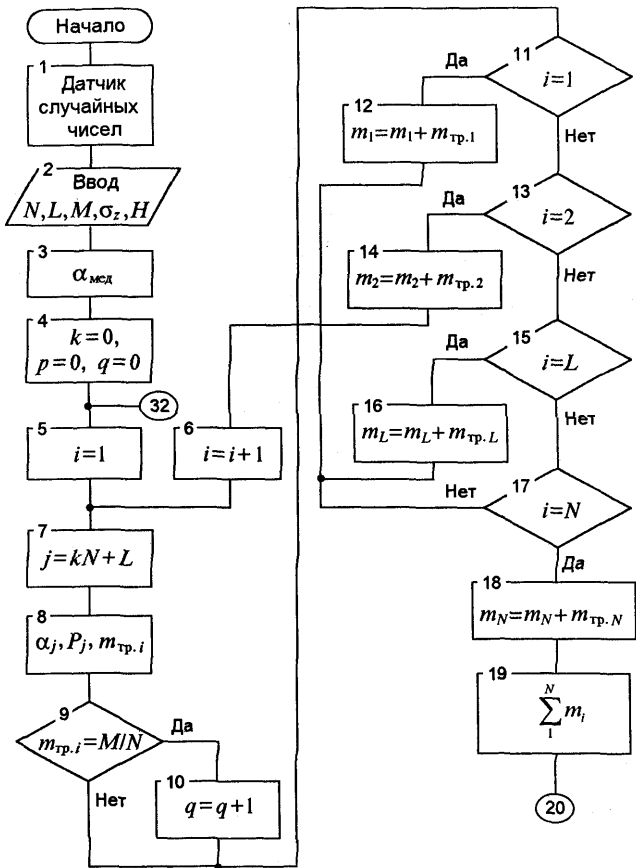 Начало
1
Датчик
случайных
чисел
2
Ввод
N, L, M, σz, H
3
αмед
4
k=0,
p=0, q=0
32
5
i=1
6
i=i+1
7
j=kN+L
8
αj, Pj, mтр.i
9
mтр.i=M/N
Да
Нет
10
q=q+1
11
Да
i=1
Нет
12
m1=m1+mтр.1
13
Да
i=2
Нет
14
m2=m2+mтр.2
15
Да
i=L
Нет
16
mL=mL+mтр.L
17
Нет
i=N
Да
18
mN=mN+mтр.N
19
N
∑mi
1
20